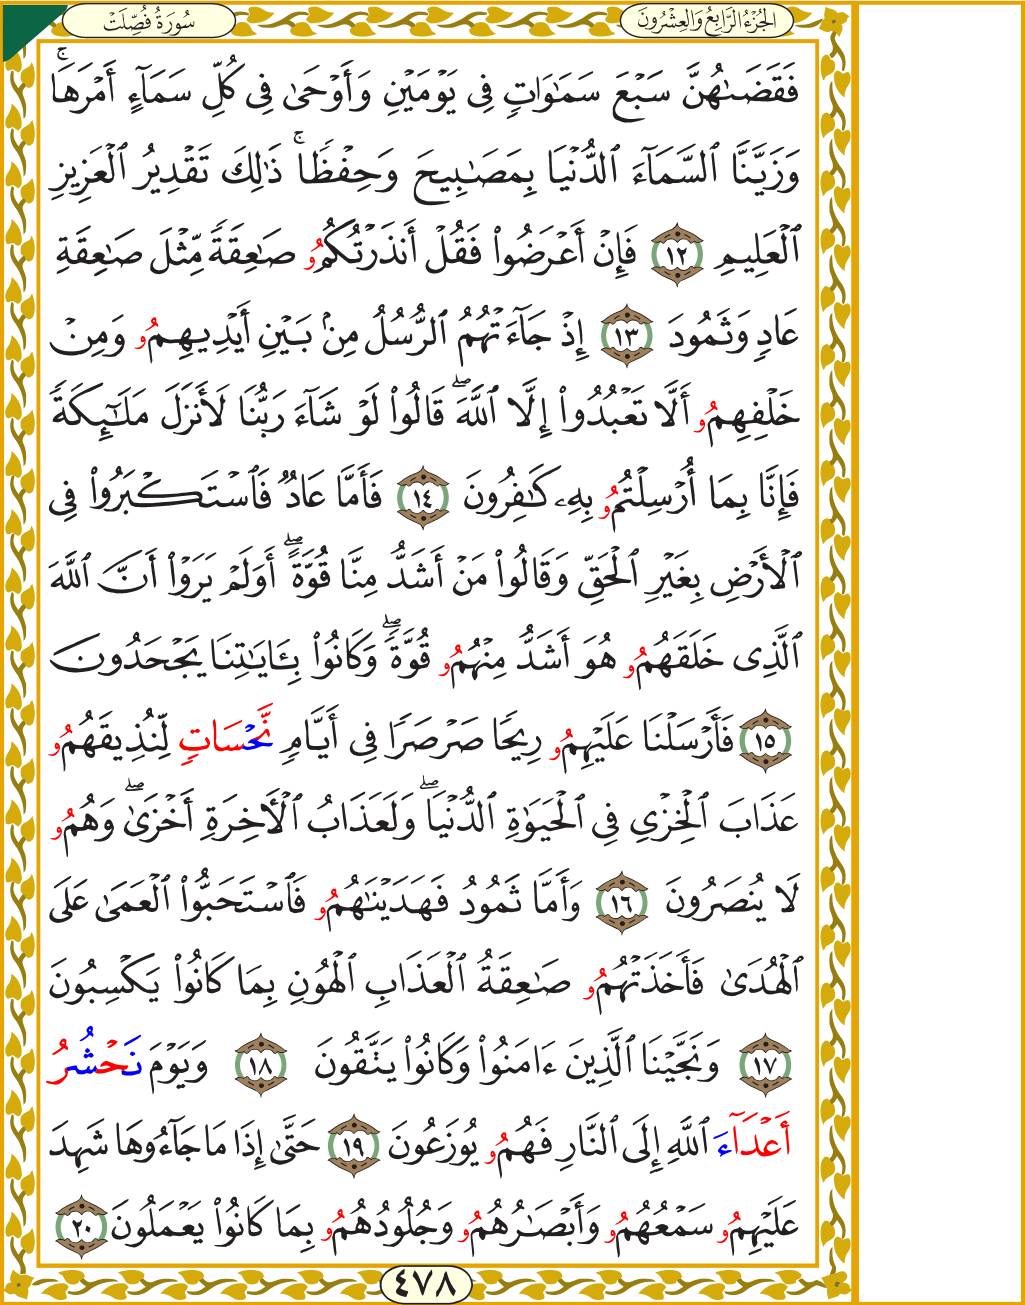 الجُزْءُ الرَّابِعُ وَالعِشْرُونَ
سُورَةُ فُصِّلَتْ
فَقَضَىٰهُنَّ سَبْعَ سَمَٰوَاتٖ فِي يَوْمَيْنِ وَأَوْحَىٰ فِي كُلِّ سَمَآءٍ أَمْرَهَاۚ
وَزَيَّنَّا ٱلسَّمَآءَ ٱلدُّنْيَا بِمَصَٰبِيحَ وَحِفْظٗاۚ ذَٰلِكَ تَقْدِيرُ ٱلْعَزِيزِ
ٱلْعَلِيمِ ١٢ فَإِنْ أَعْرَضُوا۟ فَقُلْ أَنذَرْتُكُمُۥ صَٰعِقَةٗ مِّثْلَ صَٰعِقَةِ
عَادٖ وَثَمُودَ ١٣ إِذْ جَآءَتْهُمُ ٱلرُّسُلُ مِنۢ بَيْنِ أَيْدِيهِمُۥ وَمِنْ
خَلْفِهِمُۥ أَلَّا تَعْبُدُوا۟ إِلَّا ٱللَّهَۖ قَالُوا۟ لَوْ شَآءَ رَبُّنَا لَأَنزَلَ مَلَٰٓئِكَةٗ
فَإِنَّا بِمَا أُرْسِلْتُمُۥ بِهِۦ كَٰفِرُونَ ١٤ فَأَمَّا عَادٞ فَٱسْتَكْبَرُوا۟ فِي
ٱلْأَرْضِ بِغَيْرِ ٱلْحَقِّ وَقَالُوا۟ مَنْ أَشَدُّ مِنَّا قُوَّةًۖ أَوَلَمْ يَرَوْا۟ أَنَّ ٱللَّهَ
ٱلَّذِي خَلَقَهُمُۥ هُوَ أَشَدُّ مِنْهُمُۥ قُوَّةٗۖ وَكَانُوا۟ بِـَٔايَٰتِنَا يَجْحَدُونَ
١٥ فَأَرْسَلْنَا عَلَيْهِمُۥ رِيحٗا صَرْصَرٗا فِي أَيَّامٖ نَّحْسَاتٖ لِّنُذِيقَهُمُۥ
عَذَابَ ٱلْخِزْيِ فِي ٱلْحَيَوٰةِ ٱلدُّنْيَاۖ وَلَعَذَابُ ٱلْأٓخِرَةِ أَخْزَىٰۖ وَهُمُۥ
لَا يُنصَرُونَ ١٦ وَأَمَّا ثَمُودُ فَهَدَيْنَٰهُمُۥ فَٱسْتَحَبُّوا۟ ٱلْعَمَىٰ عَلَى
ٱلْهُدَىٰ فَأَخَذَتْهُمُۥ صَٰعِقَةُ ٱلْعَذَابِ ٱلْهُونِ بِمَا كَانُوا۟ يَكْسِبُونَ
١٧ وَنَجَّيْنَا ٱلَّذِينَ ءَامَنُوا۟ وَكَانُوا۟ يَتَّقُونَ ١٨ وَيَوْمَ نَحْشُرُ
أَعْدَآءَ ٱللَّهِ إِلَى ٱلنَّارِ فَهُمُۥ يُوزَعُونَ ١٩ حَتَّىٰ إِذَا مَا جَآءُوهَا شَهِدَ
عَلَيْهِمُۥ سَمْعُهُمُۥ وَأَبْصَٰرُهُمُۥ وَجُلُودُهُمُۥ بِمَا كَانُوا۟ يَعْمَلُونَ ٢٠
٤٧٨